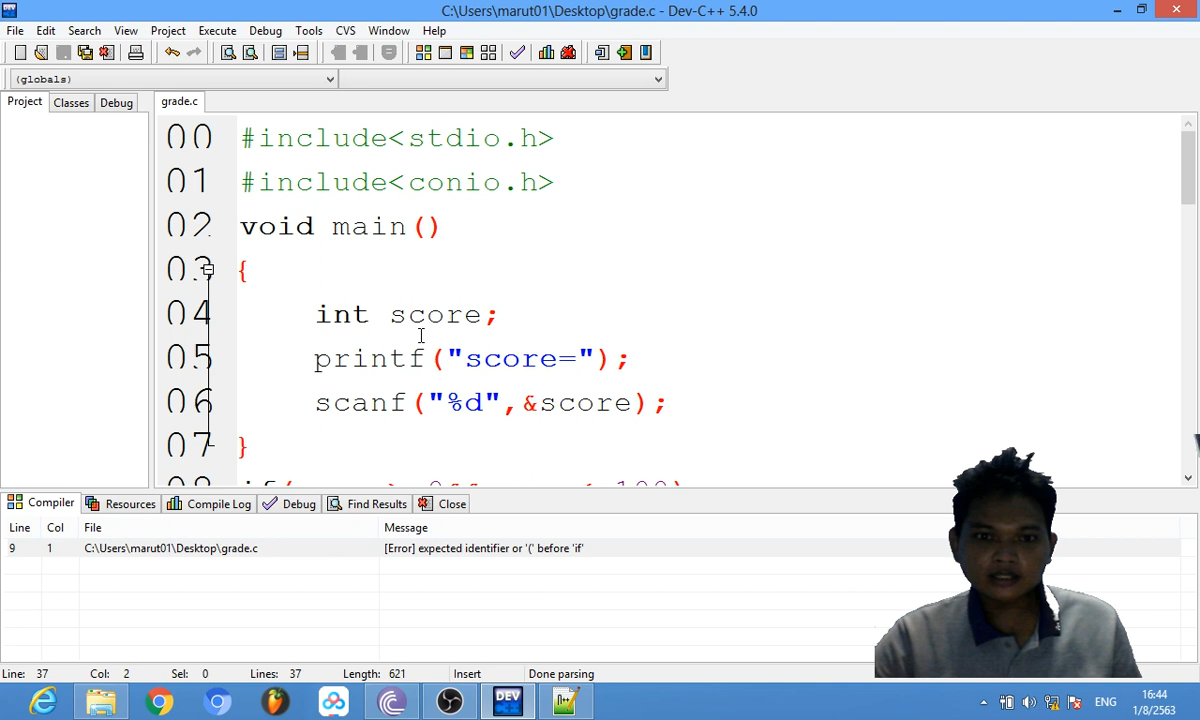 C:\Users\marut01\Desktop\grade.c - Dev-C++ 5.4.0
File Edit Search View Project Execute Debug Tools CVS Window Help
(globals)
Project Classes Debug
grade.c
00 #include<stdio.h>
01 #include<conio.h>
02 void main()
03 {
04 int score;
05 printf("score=");
06 scanf("%d",&score);
07 }
Compiler Resources Compile Log Debug Find Results Close
Line Col File Message
9 1 C:\Users\marut01\Desktop\grade.c [Error] expected identifier or '(' before 'if'
Line: 37 Col: 2 Sel: 0 Lines: 37 Length: 621 Insert Done parsing
DEV
ENG
16:44
1/8/2563